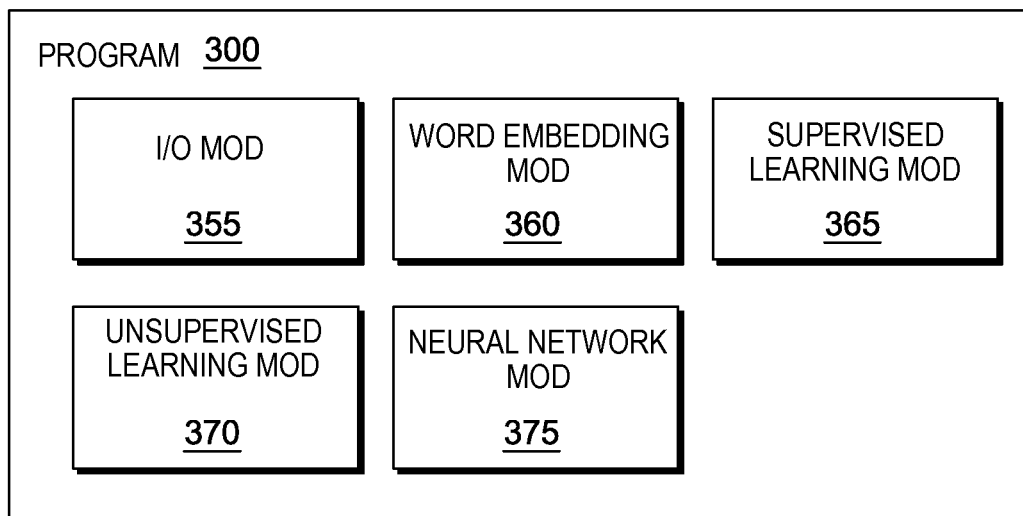 PROGRAM 300
I/O MOD
355
WORD EMBEDDING
MOD
360
SUPERVISED
LEARNING MOD
365
UNSUPERVISED
LEARNING MOD
370
NEURAL NETWORK
MOD
375